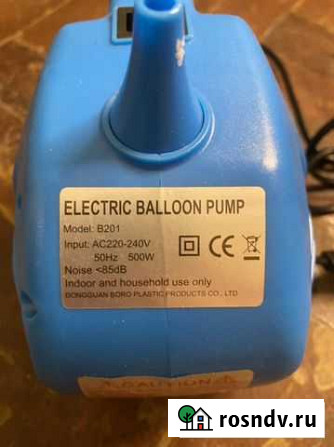 ELECTRIC BALLOON PUMP
Model: B201
Input: AC220-240V
50Hz 500W
Noise <85dB
Indoor and household use only
DONGGUAN BORO PLASTIC PRODUCTS CO., LTD
CAUTION
rosndv.ru